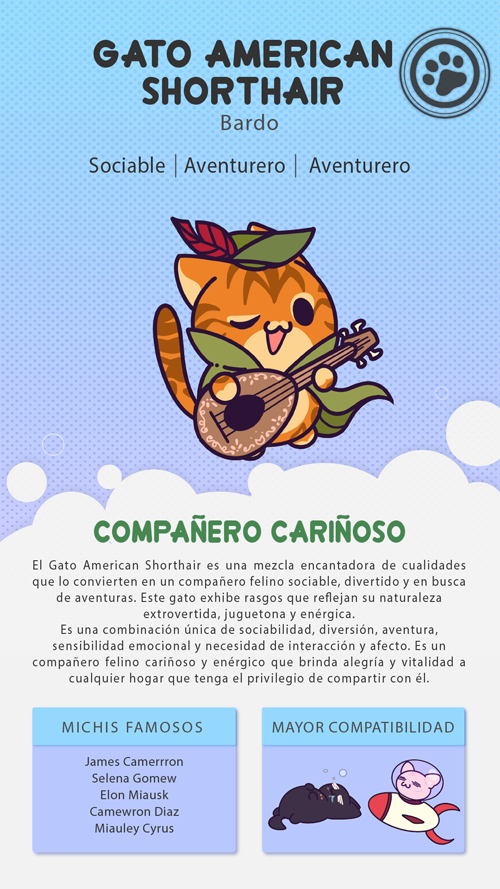 GATO AMERICAN
SHORTHAIR
Bardo
Sociable | Aventurero | Aventurero
COMPAÑERO CARIÑOSO
El Gato American Shorthair es una mezcla encantadora de cualidades
que lo convierten en un compañero felino sociable, divertido y en busca
de aventuras. Este gato exhibe rasgos que reflejan su naturaleza
extrovertida, juguetona y enérgica.
Es una combinación única de sociabilidad, diversión, aventura,
sensibilidad emocional y necesidad de interacción y afecto. Es un
compañero felino cariñoso y enérgico que brinda alegría y vitalidad a
cualquier hogar que tenga el privilegio de compartir con él.
MICHIS FAMOSOS
James Camerrron
Selena Gomew
Elon Miausk
Camewron Diaz
Miauley Cyrus
MAYOR COMPATIBILIDAD